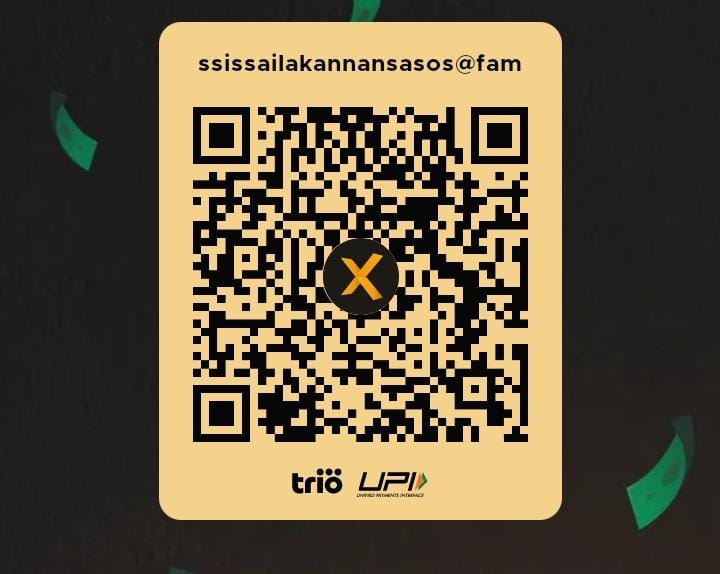 ssissailakannansasos@fam
X
triö
UPI
UNIFIED PAYMENTS INTERFACE